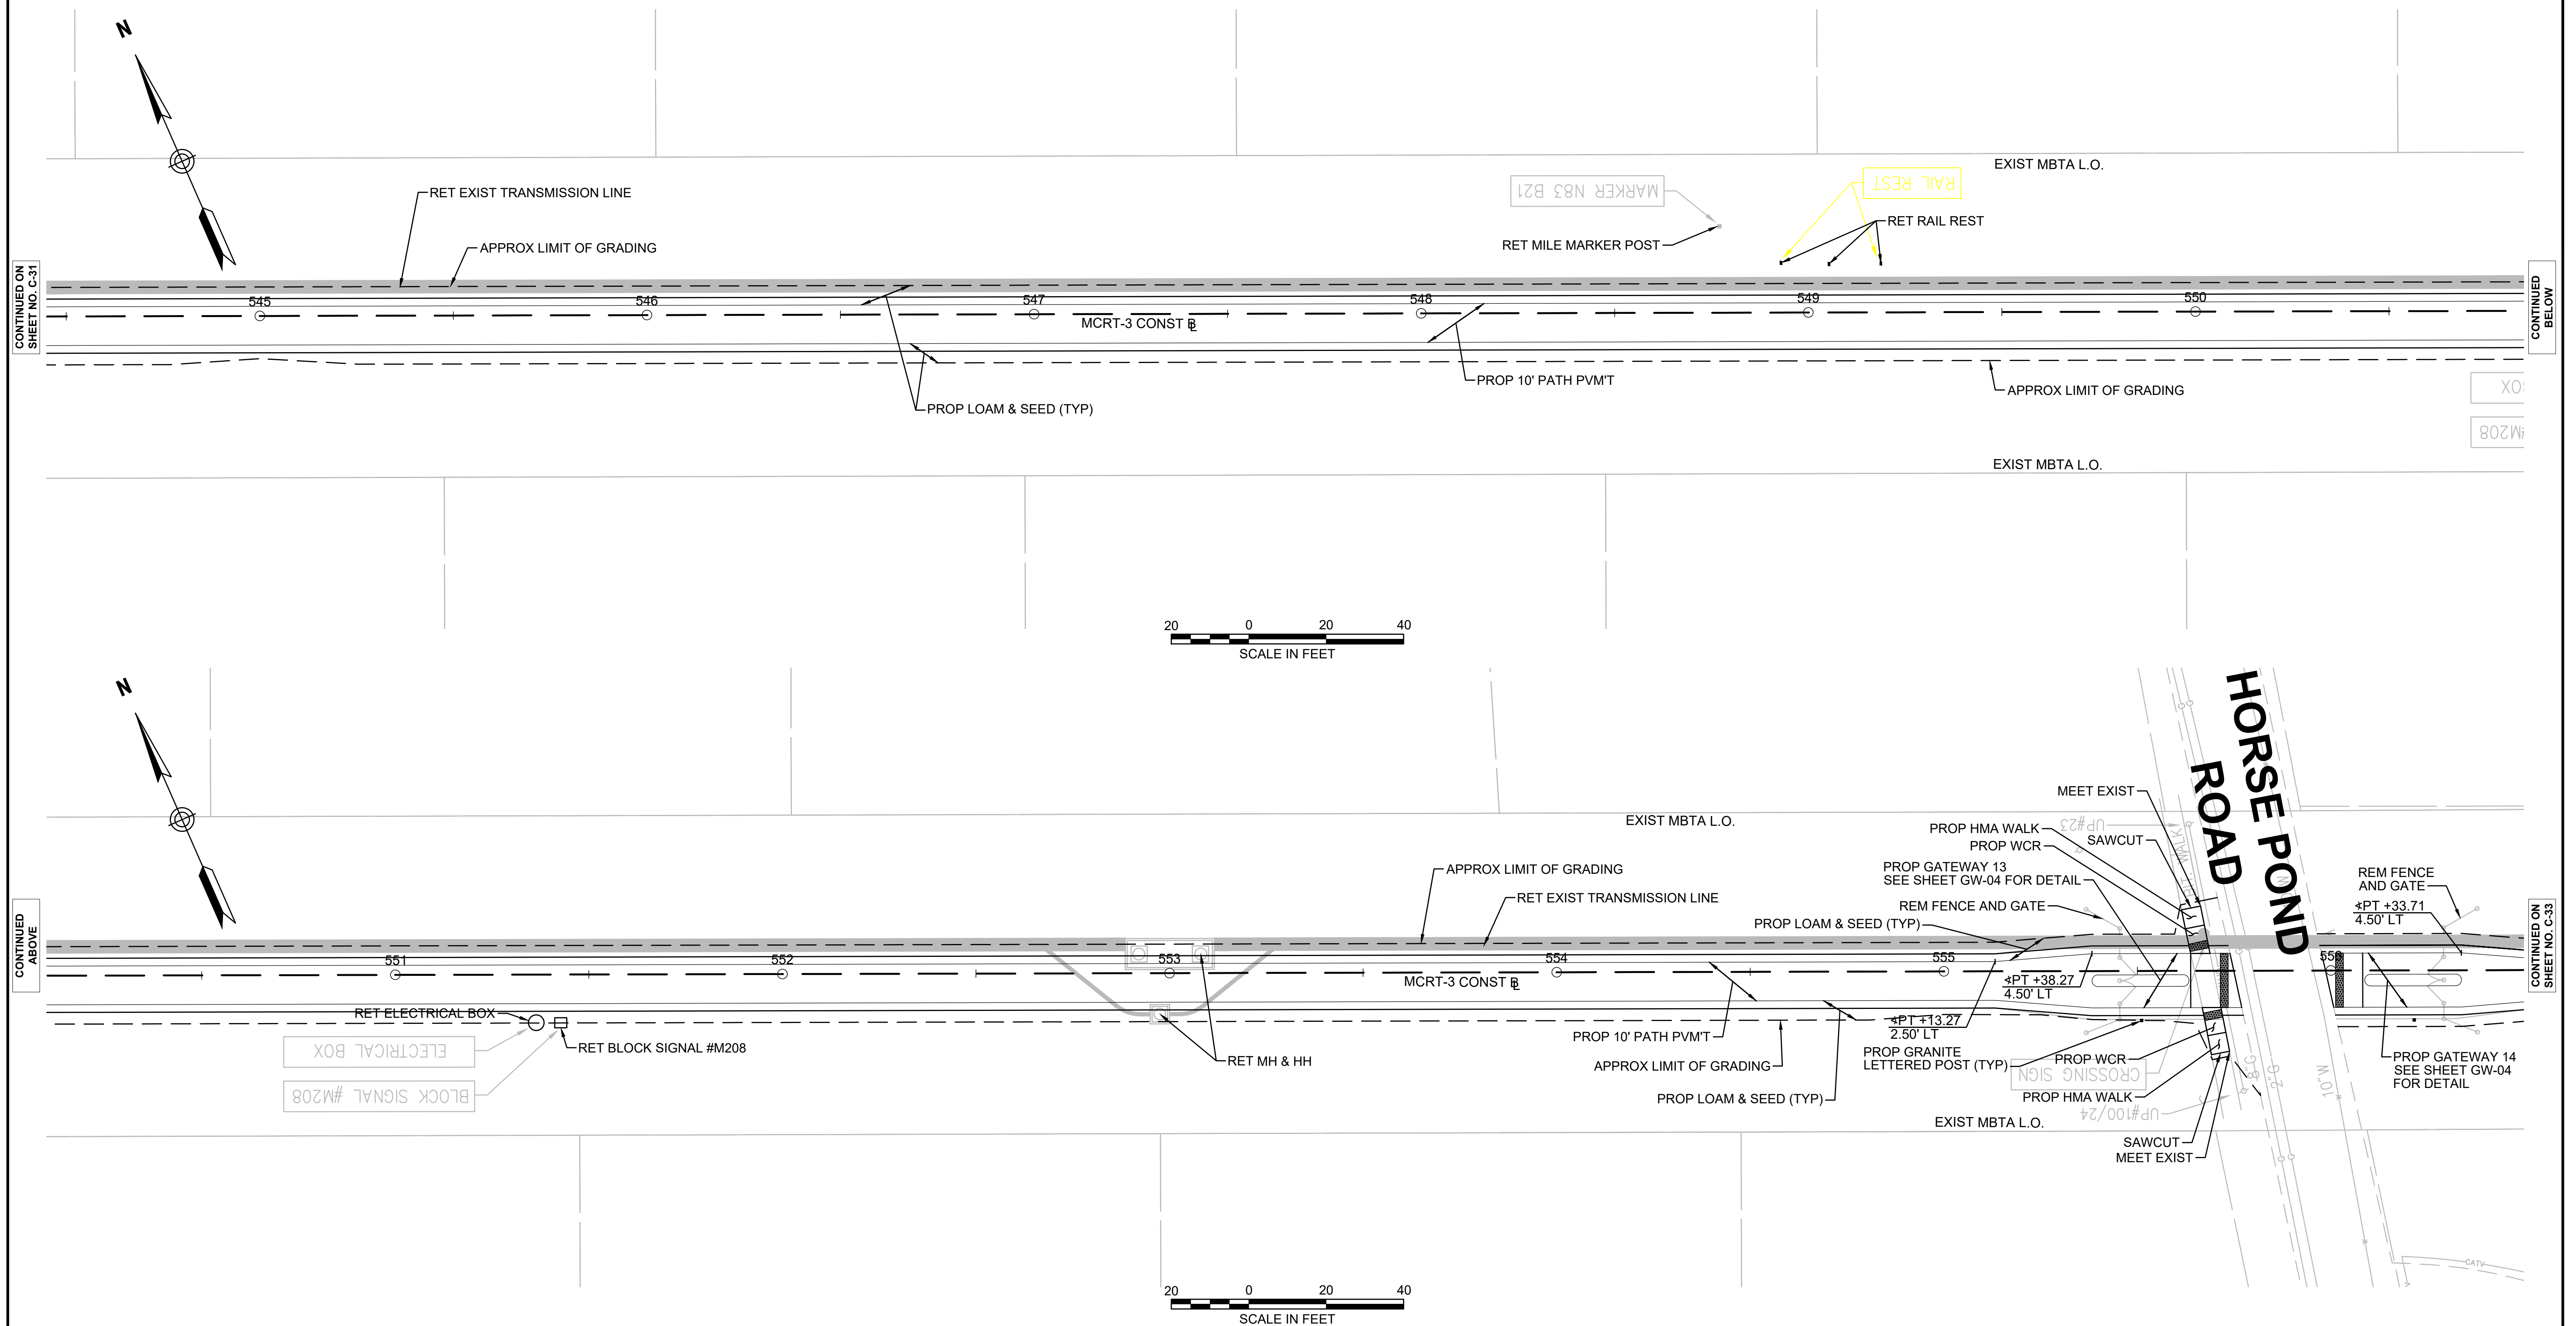 N
EXIST MBTA L.O.
MARKER N83 B21
RAIL REST
RET EXIST TRANSMISSION LINE
RET RAIL REST
APPROX LIMIT OF GRADING
RET MILE MARKER POST
CONTINUED ON
SHEET NO. C-31
545
546
547
548
549
550
CONTINUED
BELOW
MCRT-3 CONST BL
PROP 10' PATH PVM'T
APPROX LIMIT OF GRADING
OX
PROP LOAM & SEED (TYP)
#M208
EXIST MBTA L.O.
20 0 20 40
SCALE IN FEET
N
HORSE POND
ROAD
MEET EXIST
EXIST MBTA L.O.
UP#23
PROP HMA WALK
SAWCUT
PROP WCR
PROP GATEWAY 13
SEE SHEET GW-04 FOR DETAIL
APPROX LIMIT OF GRADING
REM FENCE
AND GATE
RET EXIST TRANSMISSION LINE
REM FENCE AND GATE
PT +33.71
4.50' LT
PROP LOAM & SEED (TYP)
CONTINUED
ABOVE
551
552
553
554
555
556
CONTINUED ON
SHEET NO. C-33
MCRT-3 CONST BL
PT +38.27
4.50' LT
RET ELECTRICAL BOX
PT +13.27
2.50' LT
PROP 10' PATH PVM'T
ELECTRICAL BOX
RET BLOCK SIGNAL #M208
RET MH & HH
APPROX LIMIT OF GRADING
PROP GRANITE
LETTERED POST (TYP)
PROP WCR
CROSSING SIGN
8"G
2"G
10"W
PROP GATEWAY 14
SEE SHEET GW-04
FOR DETAIL
BLOCK SIGNAL #M208
PROP LOAM & SEED (TYP)
PROP HMA WALK
UP#100/24
EXIST MBTA L.O.
SAWCUT
MEET EXIST
CATV
20 0 20 40
SCALE IN FEET